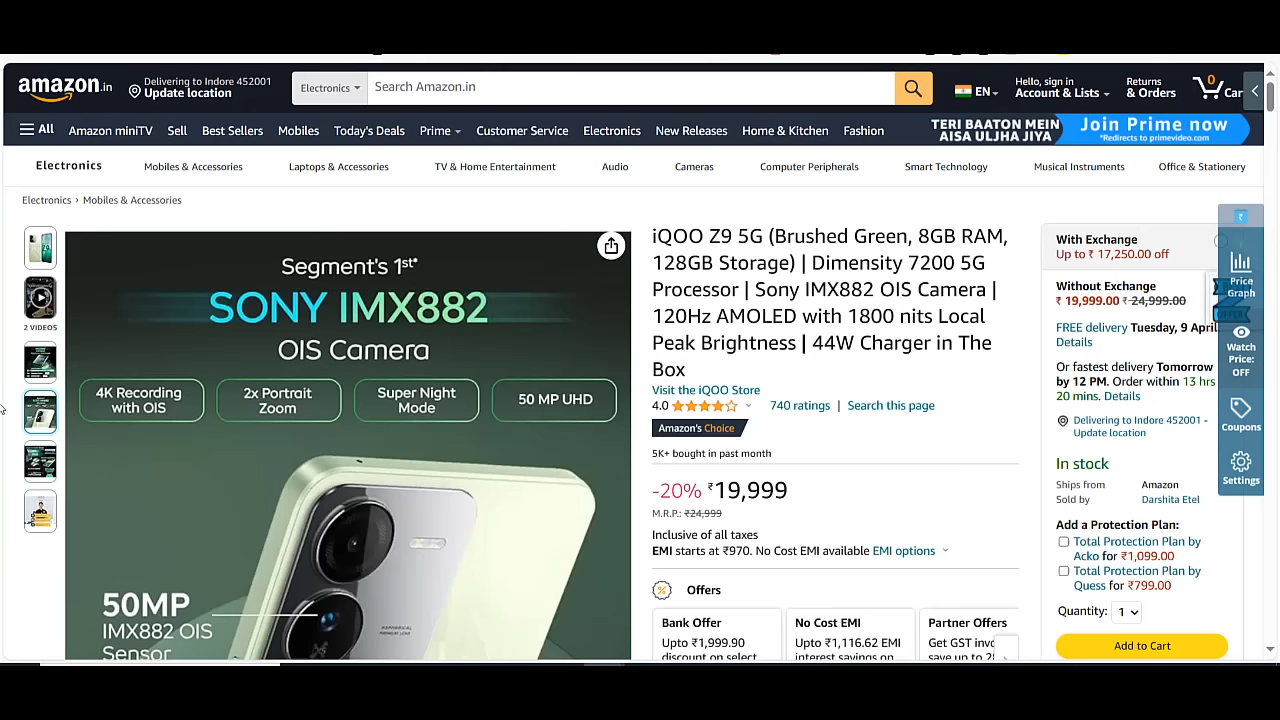 amazon.in
Delivering to Indore 452001
Update location
Electronics
Search Amazon.in
EN
Hello, sign in
Account & Lists
Returns
& Orders
0
All
Amazon miniTV
Sell
Best Sellers
Mobiles
Today's Deals
Prime
Customer Service
Electronics
New Releases
Home & Kitchen
Fashion
TERI BAATON MEIN
AISA ULJHA JIYA
Join Prime now
*Redirects to primevideo.com
Electronics
Mobiles & Accessories
Laptops & Accessories
TV & Home Entertainment
Audio
Cameras
Computer Peripherals
Smart Technology
Musical Instruments
Office & Stationery
Electronics › Mobiles & Accessories
2 VIDEOS
Segment's 1st*
SONY IMX882
OIS Camera
4K Recording
with OIS
2x Portrait
Zoom
Super Night
Mode
50 MP UHD
50MP
IMX882 OIS
Sensor
iQOO Z9 5G (Brushed Green, 8GB RAM,
128GB Storage) | Dimensity 7200 5G
Processor | Sony IMX882 OIS Camera |
120Hz AMOLED with 1800 nits Local
Peak Brightness | 44W Charger in The
Box
Visit the iQOO Store
4.0
740 ratings | Search this page
Amazon's Choice
5K+ bought in past month
-20% ₹19,999
M.R.P.: ₹24,999
Inclusive of all taxes
EMI starts at ₹970. No Cost EMI available EMI options
Offers
Bank Offer
Upto ₹1,999.90
discount on select
No Cost EMI
Upto ₹1,116.62 EMI
interest savings on
Partner Offers
Get GST
save up to
With Exchange
Up to ₹ 17,250.00 off
Without Exchange
₹ 19,999.00 ₹ 24,999.00
FREE delivery Tuesday, 9 April.
Details
Or fastest delivery Tomorrow
by 12 PM. Order within 13 hrs
20 mins. Details
Delivering to Indore 452001 -
Update location
In stock
Ships from Amazon
Sold by Darshita Etel
Add a Protection Plan:
Total Protection Plan by
Acko for ₹1,099.00
Total Protection Plan by
Quess for ₹799.00
Quantity: 1
Add to Cart
₹
Price
Graph
Watch
Price:
OFF
Coupons
Settings